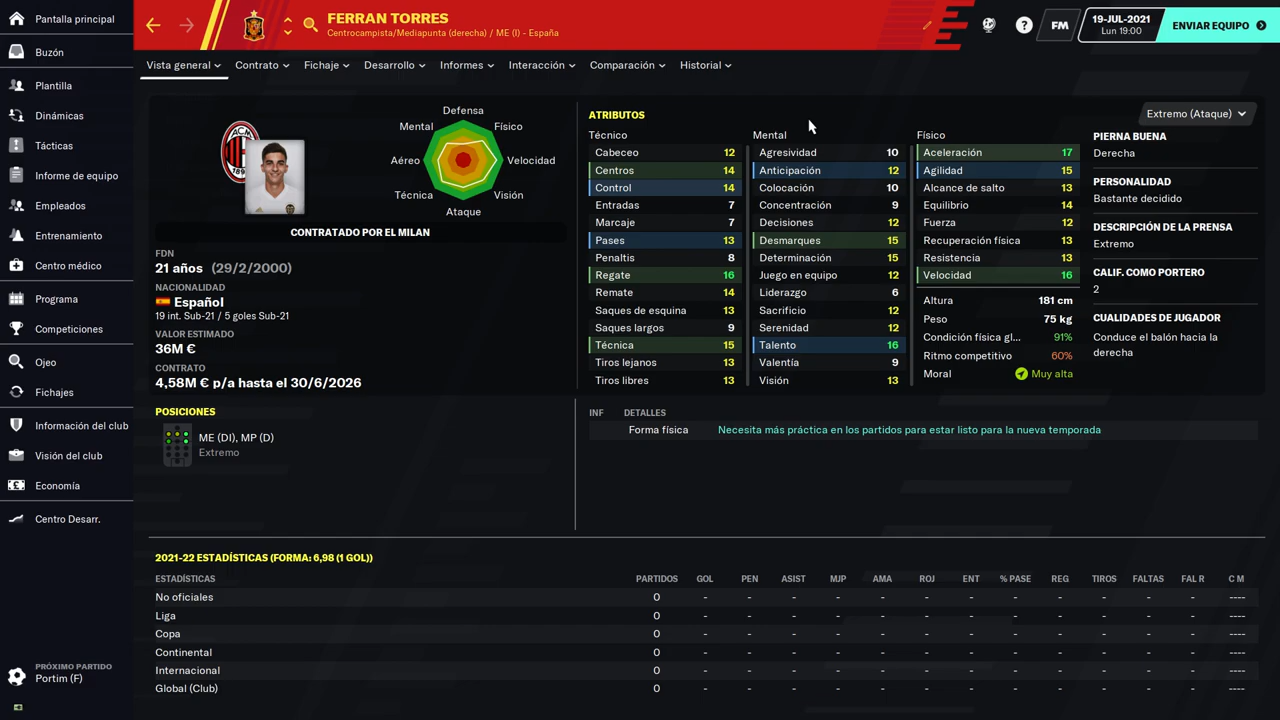 Pantalla principal
Buzón
Plantilla
Dinámicas
Tácticas
Informe de equipo
Empleados
Entrenamiento
Centro médico
Programa
Competiciones
Ojeo
Fichajes
Información del club
Visión del club
Economía
Centro Desarr.
PRÓXIMO PARTIDO
Portim (F)
FERRAN TORRES
Centrocampista/Mediapunta (derecha) / ME (I) - España
FM
19-JUL-2021
Lun 19:00
ENVIAR EQUIPO
Vista general
Contrato
Fichaje
Desarrollo
Informes
Interacción
Comparación
Historial
ACM
Defensa
Físico
Velocidad
Visión
Ataque
Técnica
Aéreo
Mental
CONTRATADO POR EL MILAN
FDN
21 años (29/2/2000)
NACIONALIDAD
Español
19 int. Sub-21 / 5 goles Sub-21
VALOR ESTIMADO
36M €
CONTRATO
4,58M € p/a hasta el 30/6/2026
POSICIONES
ME (DI), MP (D)
Extremo
ATRIBUTOS
Extremo (Ataque)
Técnico
Cabeceo 12
Centros 14
Control 14
Entradas 7
Marcaje 7
Pases 13
Penaltis 8
Regate 16
Remate 14
Saques de esquina 13
Saques largos 9
Técnica 15
Tiros lejanos 13
Tiros libres 13
Mental
Agresividad 10
Anticipación 12
Colocación 10
Concentración 9
Decisiones 12
Desmarques 15
Determinación 15
Juego en equipo 12
Liderazgo 6
Sacrificio 12
Serenidad 12
Talento 16
Valentía 9
Visión 13
Físico
Aceleración 17
Agilidad 15
Alcance de salto 13
Equilibrio 14
Fuerza 12
Recuperación física 13
Resistencia 13
Velocidad 16
Altura 181 cm
Peso 75 kg
Condición física gl... 91%
Ritmo competitivo 60%
Moral Muy alta
PIERNA BUENA
Derecha
PERSONALIDAD
Bastante decidido
DESCRIPCIÓN DE LA PRENSA
Extremo
CALIF. COMO PORTERO
2
CUALIDADES DE JUGADOR
Conduce el balón hacia la
derecha
INF DETALLES
Forma física Necesita más práctica en los partidos para estar listo para la nueva temporada
2021-22 ESTADÍSTICAS (FORMA: 6,98 (1 GOL))
ESTADÍSTICAS PARTIDOS GOL PEN ASIST MJP AMA ROJ ENT % PASE REG TIROS FALTAS FAL R C M
No oficiales 0 - - - - - - - - - - - - ----
Liga 0 - - - - - - - - - - - - ----
Copa 0 - - - - - - - - - - - - ----
Continental 0 - - - - - - - - - - - - ----
Internacional 0 - - - - - - - - - - - - ----
Global (Club) 0 - - - - - - - - - - - - ----